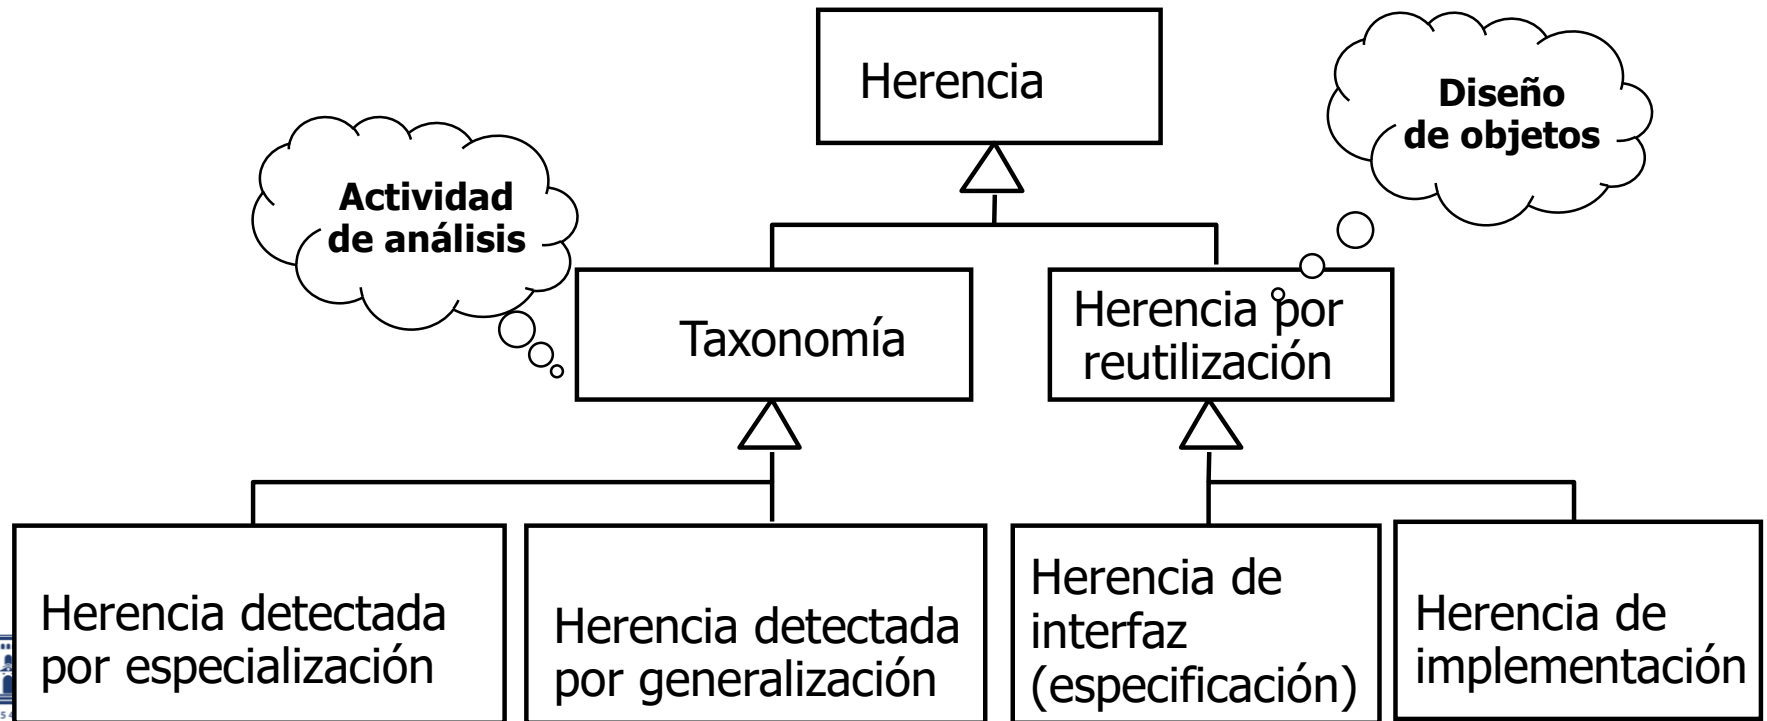 Herencia
Diseño
de objetos
Actividad
de análisis
Taxonomía
Herencia por
reutilización
Herencia detectada
por especialización
Herencia detectada
por generalización
Herencia de
interfaz
(especificación)
Herencia de
implementación